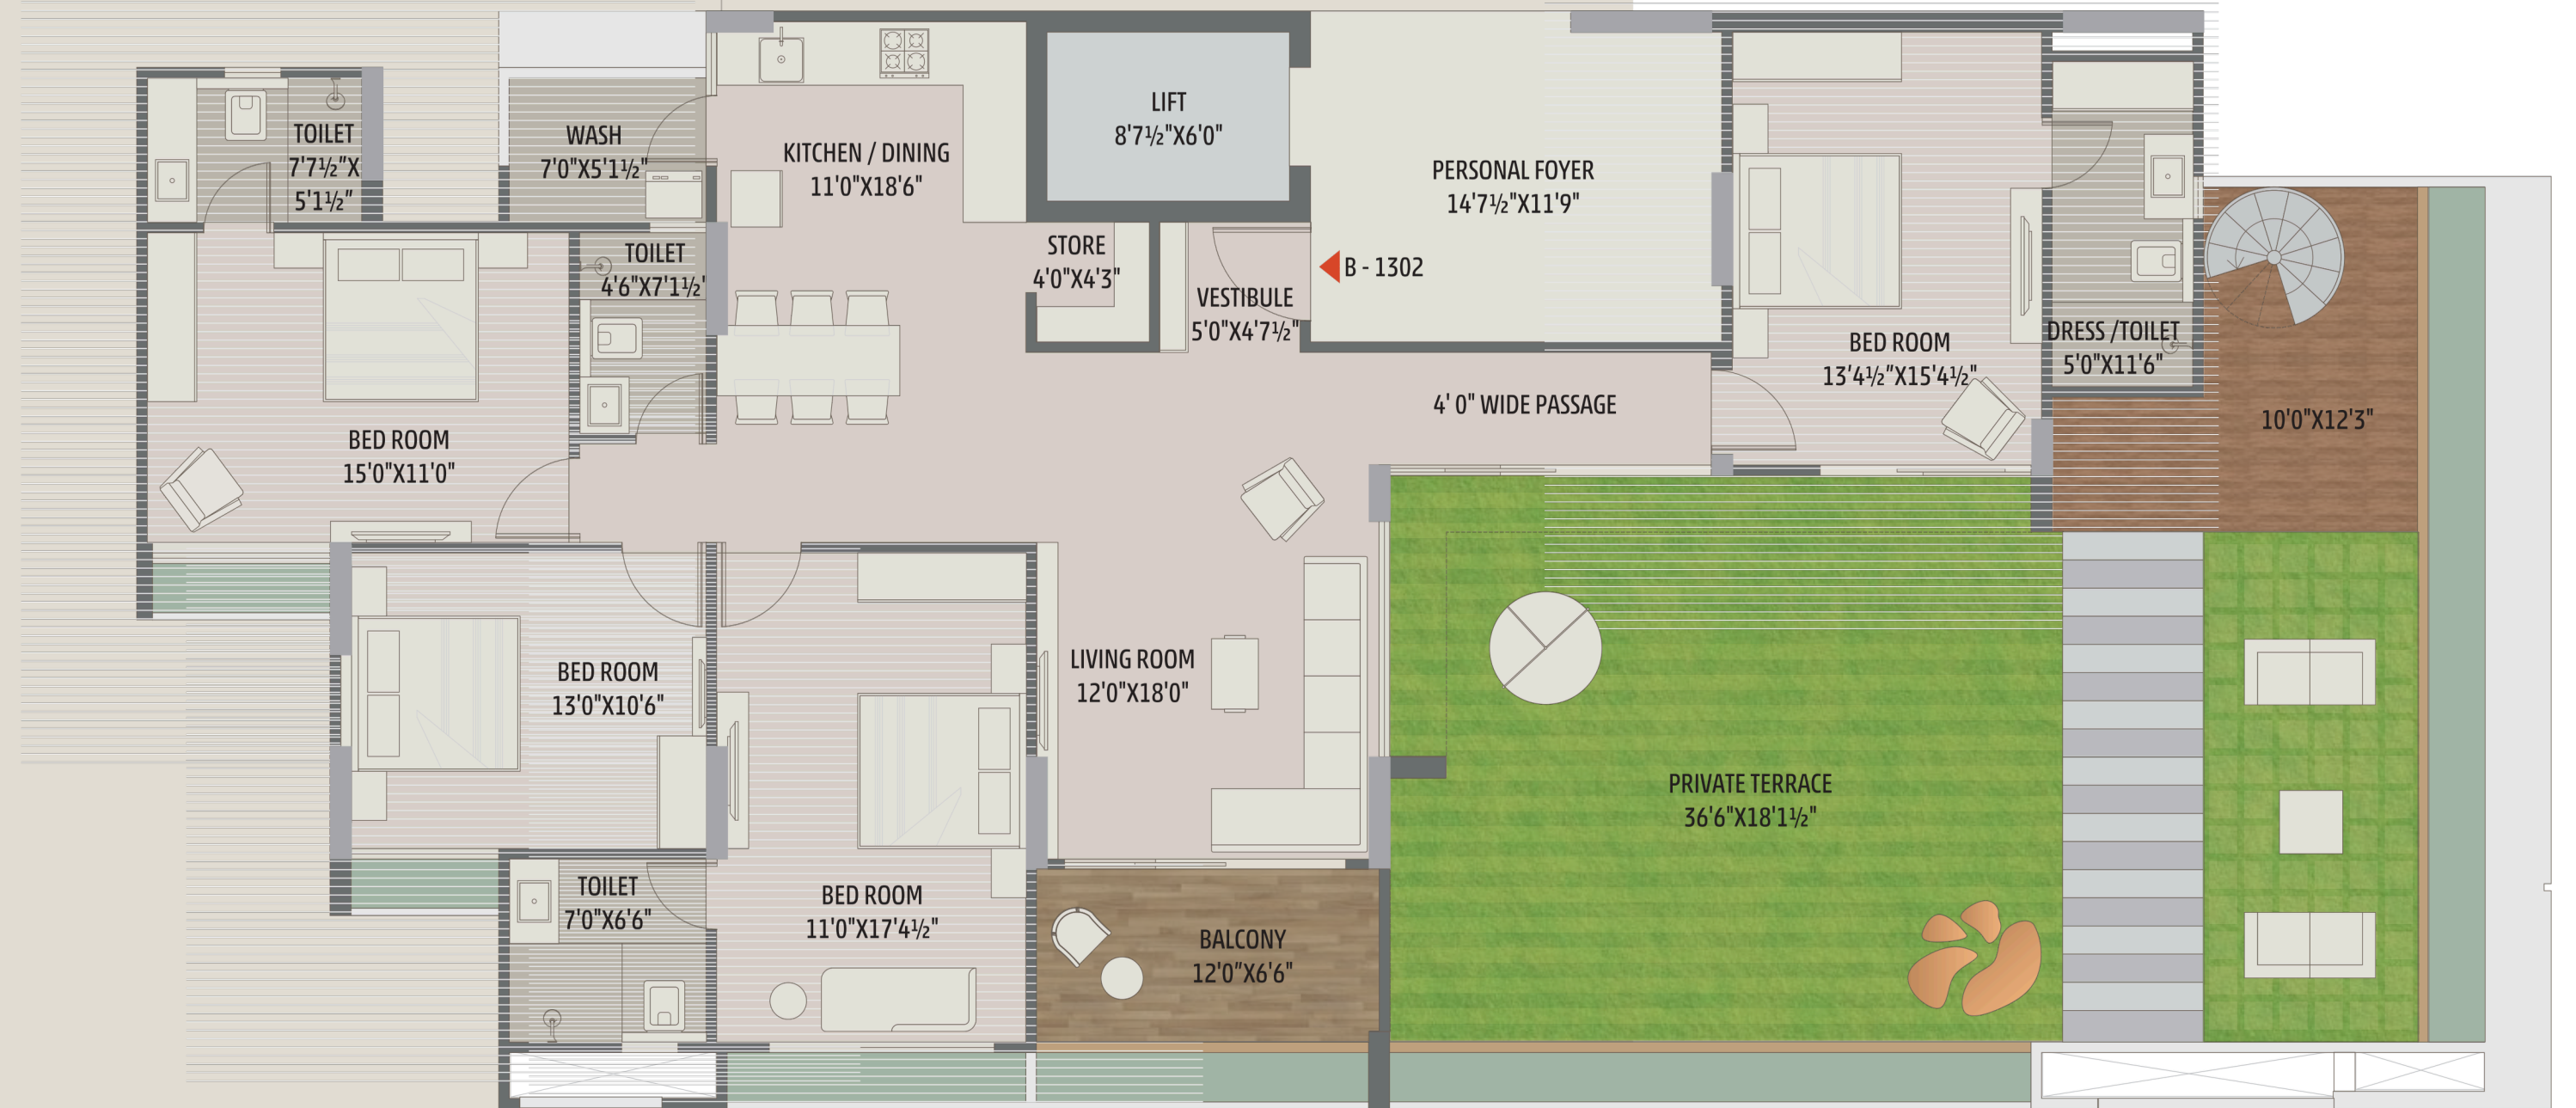 TOILET
7'7½"X
5'1½"
WASH
7'0"X5'1½"
KITCHEN / DINING
11'0"X18'6"
LIFT
8'7½"X6'0"
PERSONAL FOYER
14'7½"X11'9"
TOILET
4'6"X7'1½'
STORE
4'0"X4'3"
VESTIBULE
5'0"X4'7½"
B - 1302
BED ROOM
13'4½"X15'4½"
DRESS /TOILET
5'0"X11'6"
10'0"X12'3"
4' 0" WIDE PASSAGE
BED ROOM
15'0"X11'0"
BED ROOM
13'0"X10'6"
LIVING ROOM
12'0"X18'0"
PRIVATE TERRACE
36'6"X18'1½"
TOILET
7'0"X6'6"
BED ROOM
11'0"X17'4½"
BALCONY
12'0"X6'6"